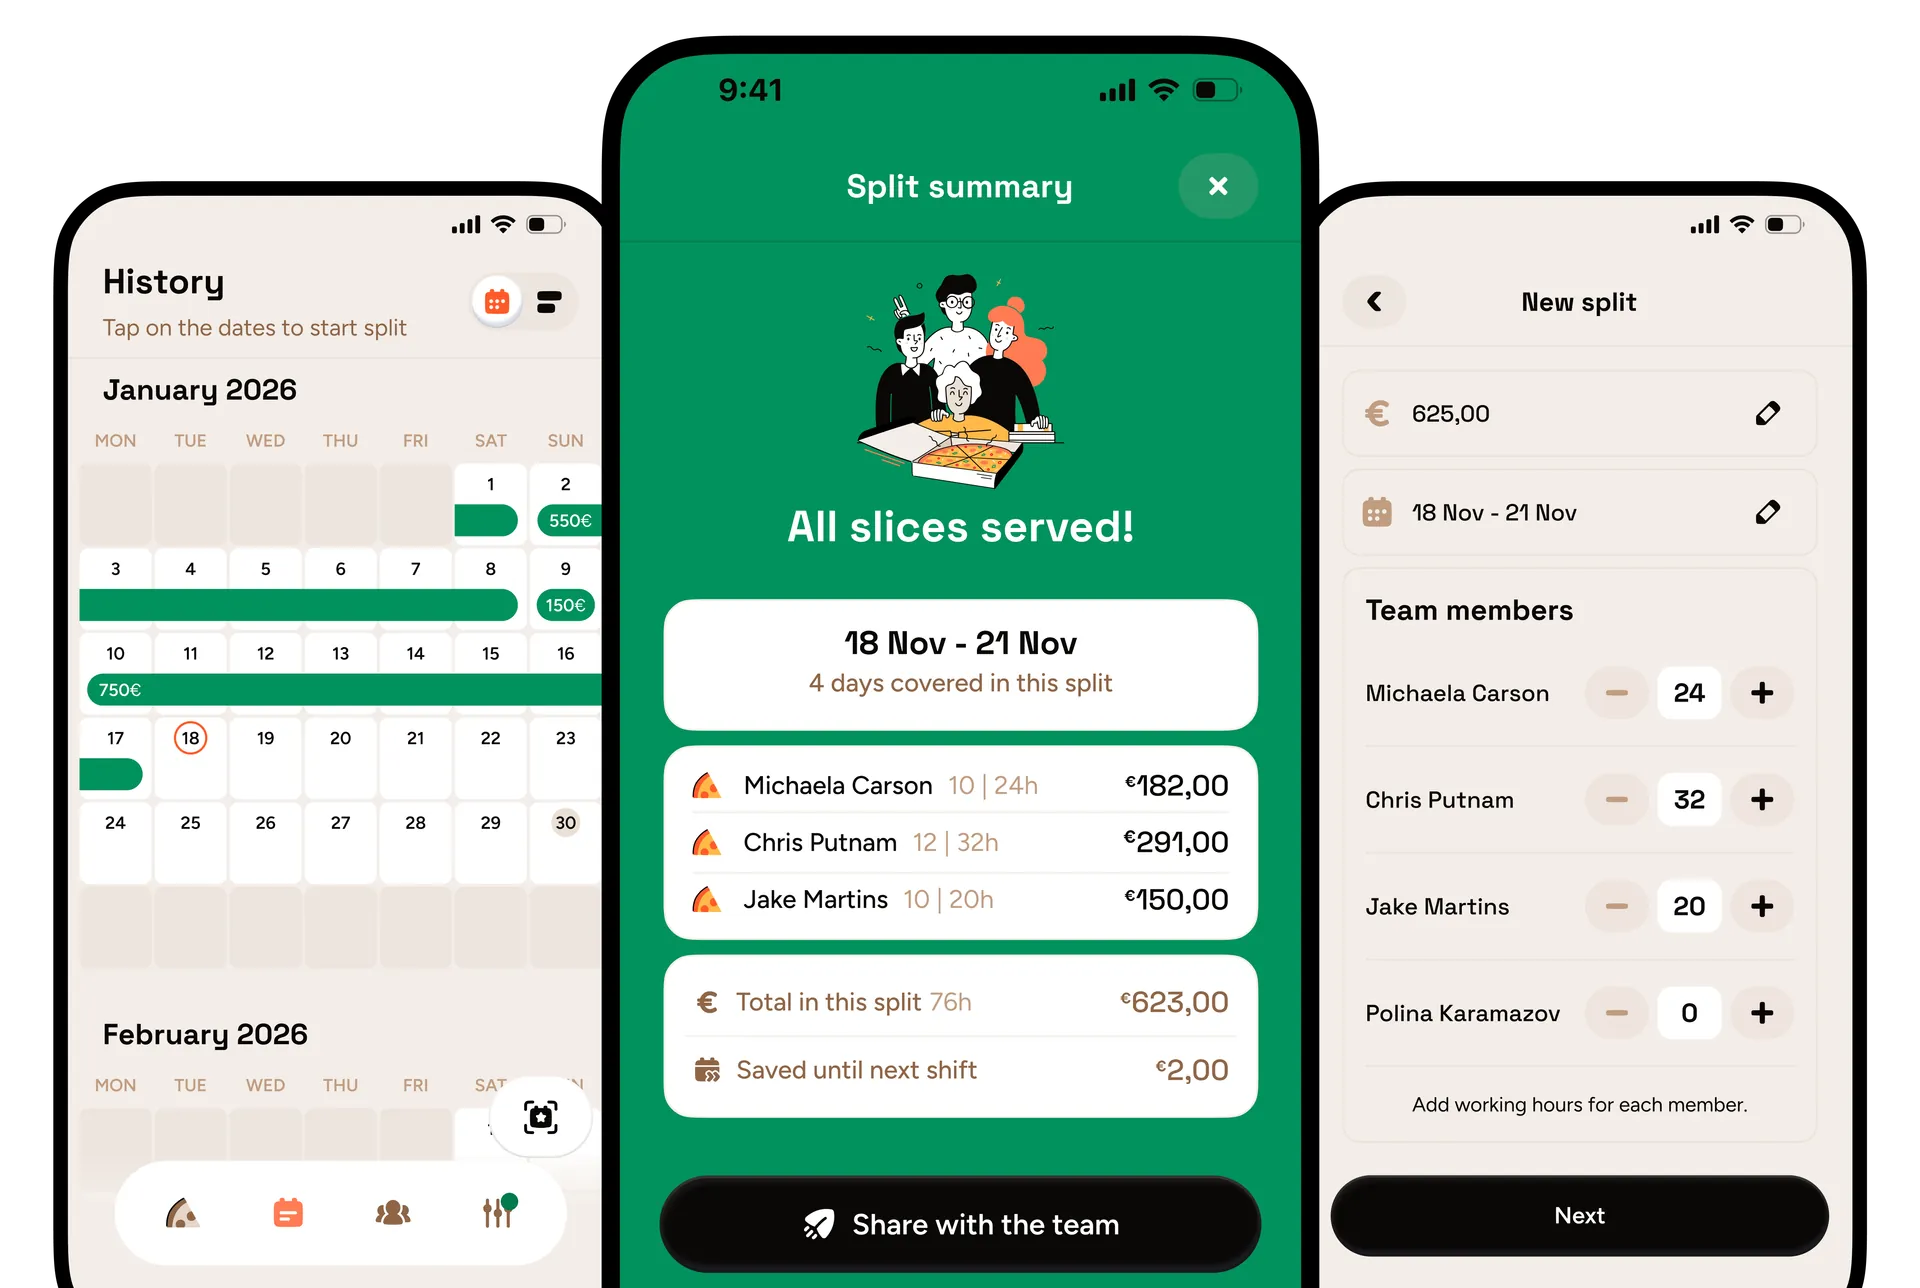 History
Tap on the dates to start split
January 2026
MON TUE WED THU FRI SAT SUN
1 2
550€
3 4 5 6 7 8 9
150€
10 11 12 13 14 15 16
750€
17 18 19 20 21 22 23
24 25 26 27 28 29 30
February 2026
MON TUE WED THU FRI
9:41
Split summary
All slices served!
18 Nov - 21 Nov
4 days covered in this split
Michaela Carson 10 | 24h €182,00
Chris Putnam 12 | 32h €291,00
Jake Martins 10 | 20h €150,00
Total in this split 76h €623,00
Saved until next shift €2,00
Share with the team
New split
€ 625,00
18 Nov - 21 Nov
Team members
Michaela Carson 24
Chris Putnam 32
Jake Martins 20
Polina Karamazov 0
Add working hours for each member.
Next